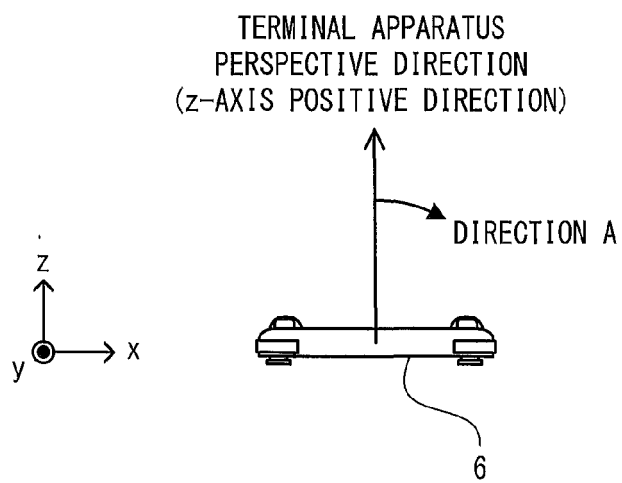 TERMINAL APPARATUS
PERSPECTIVE DIRECTION
(z-AXIS POSITIVE DIRECTION)
DIRECTION A
z
x
y
6